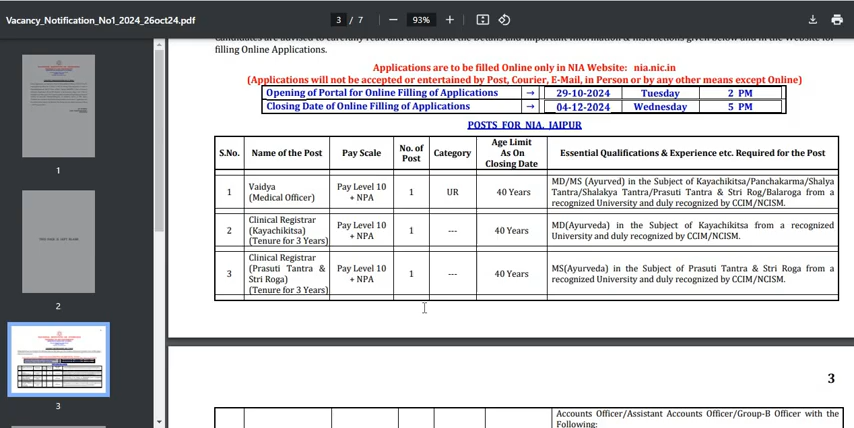 Vacancy_Notification_No1_2024_26oct24.pdf
3 / 7
93%
filling Online Applications.
Applications are to be filled Online only in NIA Website: nia.nic.in
(Applications will not be accepted or entertained by Post, Courier, E-Mail, in Person or by any other means except Online)
Opening of Portal for Online Filling of Applications → 29-10-2024 Tuesday 2 PM
Closing Date of Online Filling of Applications → 04-12-2024 Wednesday 5 PM
POSTS FOR NIA, JAIPUR
S.No. Name of the Post Pay Scale No. of Post Category Age Limit As On Closing Date Essential Qualifications & Experience etc. Required for the Post
1 Vaidya (Medical Officer) Pay Level 10 + NPA 1 UR 40 Years MD/MS (Ayurved) in the Subject of Kayachikitsa/Panchakarma/Shalya
Tantra/Shalakya Tantra/Prasuti Tantra & Stri Rog/Balaroga from a
recognized University and duly recognized by CCIM/NCISM.
2 Clinical Registrar (Kayachikitsa) (Tenure for 3 Years) Pay Level 10 + NPA 1 --- 40 Years MD(Ayurveda) in the Subject of Kayachikitsa from a recognized
University and duly recognized by CCIM/NCISM.
3 Clinical Registrar (Prasuti Tantra & Stri Roga) (Tenure for 3 Years) Pay Level 10 + NPA 1 --- 40 Years MS(Ayurveda) in the Subject of Prasuti Tantra & Stri Roga from a
recognized University and duly recognized by CCIM/NCISM.
3
Accounts Officer/Assistant Accounts Officer/Group-B Officer with the
Following:
1
2
3